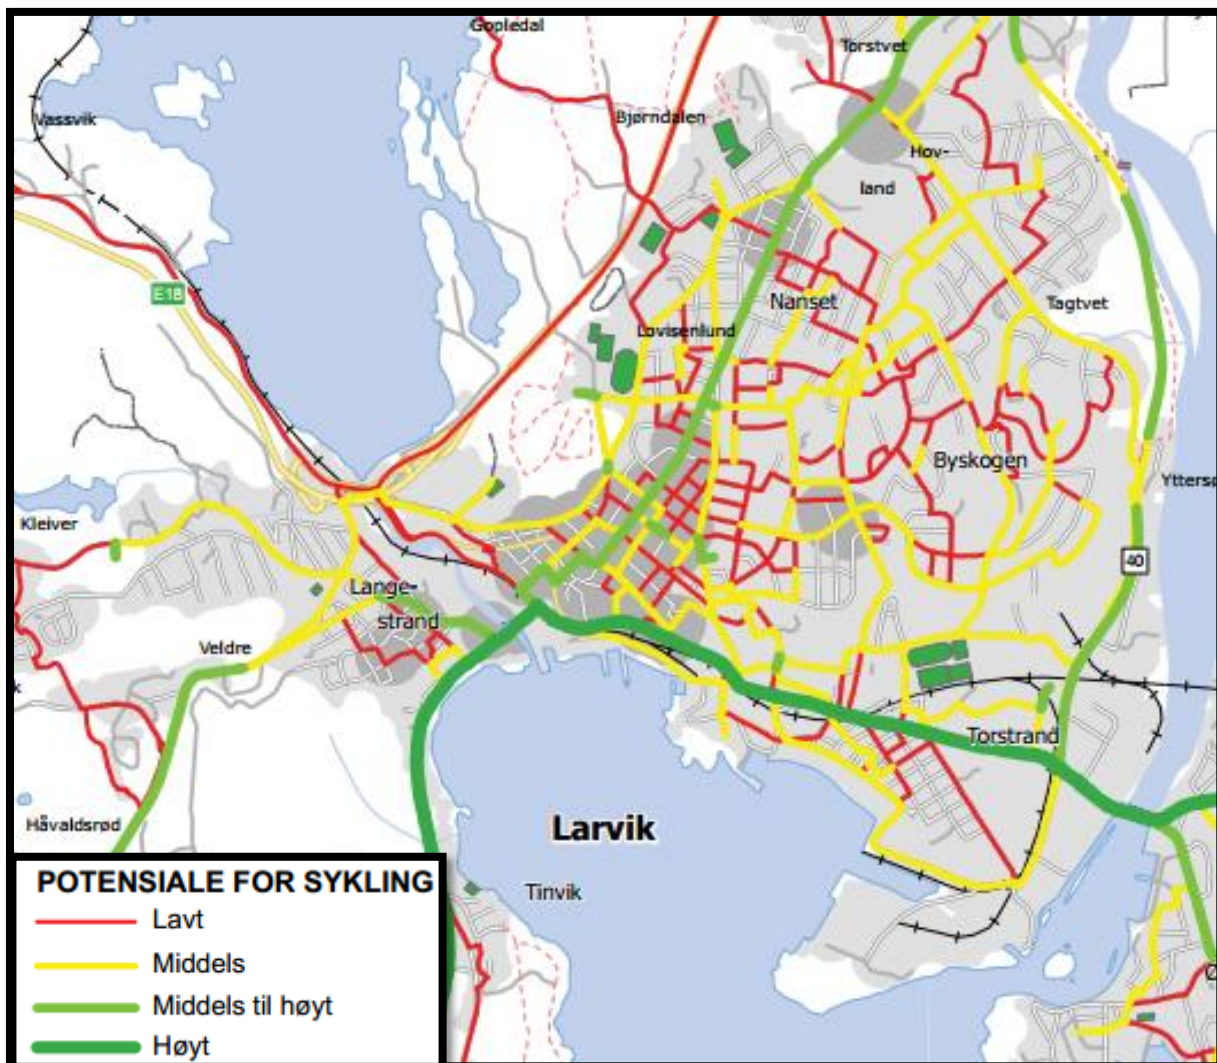 Gopledal
Torstvet
Vassvik
Bjørndalen
Hov-
land
E18
Nanset
Tagtvet
Lovisenlund
Byskogen
Kleiver
40
Lange-
strand
Veldre
Torstrand
Håvaldsrød
Larvik
Tinvik
POTENSIALE FOR SYKLING
Lavt
Middels
Middels til høyt
Høyt